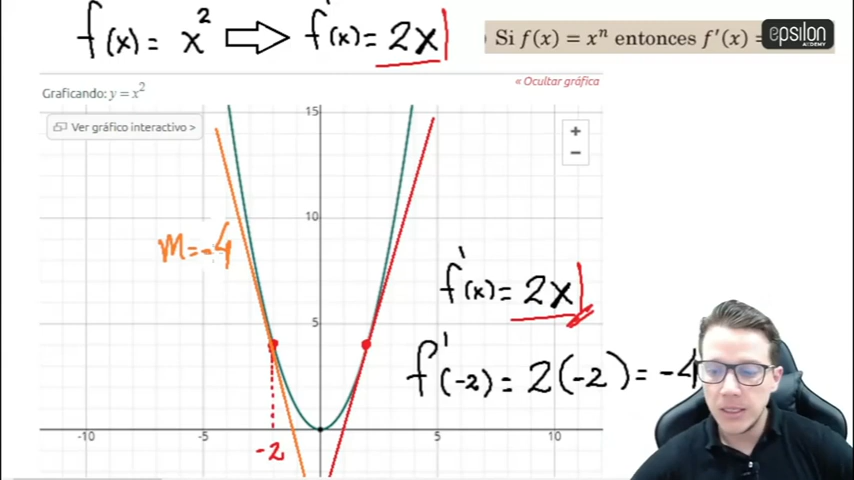 f(x) = x² ⇒ f'(x) = 2x
Si f(x) = xⁿ entonces f'(x) =
epsilon
ACADEMY
« Ocultar gráfica
Graficando: y = x²
Ver gráfico interactivo >
15
+
−
10
m=-4
f'(x) = 2x
5
f'(-2) = 2(-2) = -4
-10
-5
5
10
-2